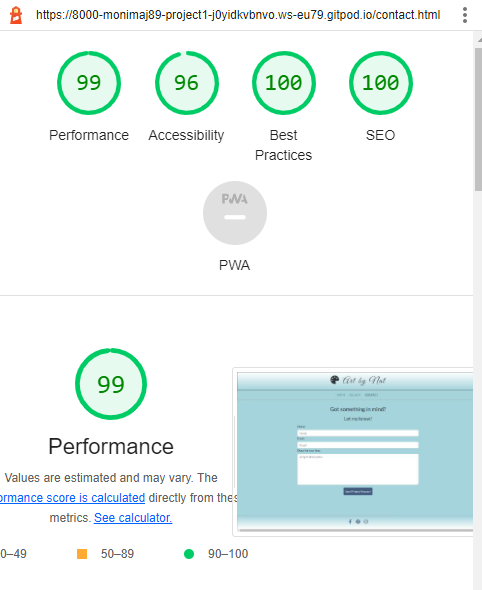 https://8000-monimaj89-project1-j0yidkvbnvo.ws-eu79.gitpod.io/contact.html
99 96 100 100
Performance Accessibility Best Practices SEO
PWA
PWA
99
Performance
Values are estimated and may vary. The
ormance score is calculated directly from thes
metrics. See calculator.
0–49 50–89 90–100
Art by Nat
Got something in mind?
Let me know!